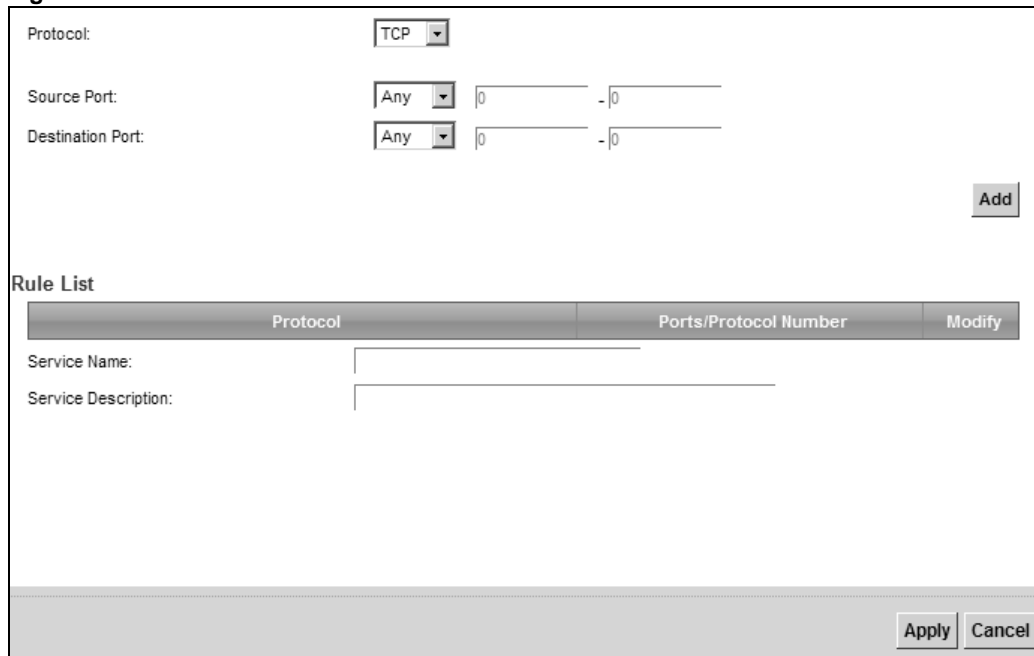 Protocol: TCP
Source Port: Any 0 - 0
Destination Port: Any 0 - 0
Add
Rule List
Protocol Ports/Protocol Number Modify
Service Name:
Service Description:
Apply Cancel